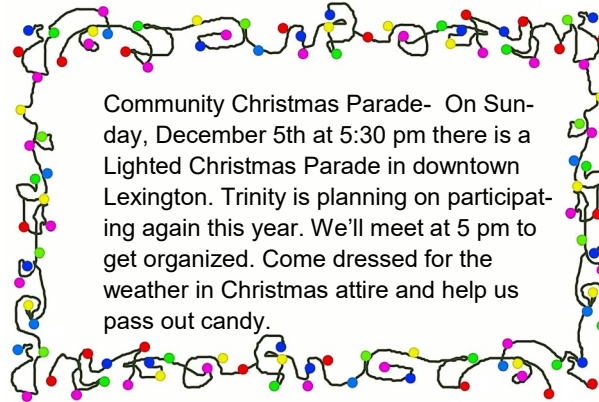 Community Christmas Parade-  On Sun-
day, December 5th at 5:30 pm there is a
Lighted Christmas Parade in downtown
Lexington. Trinity is planning on participat-
ing again this year. We’ll meet at 5 pm to
get organized. Come dressed for the
weather in Christmas attire and help us
pass out candy.